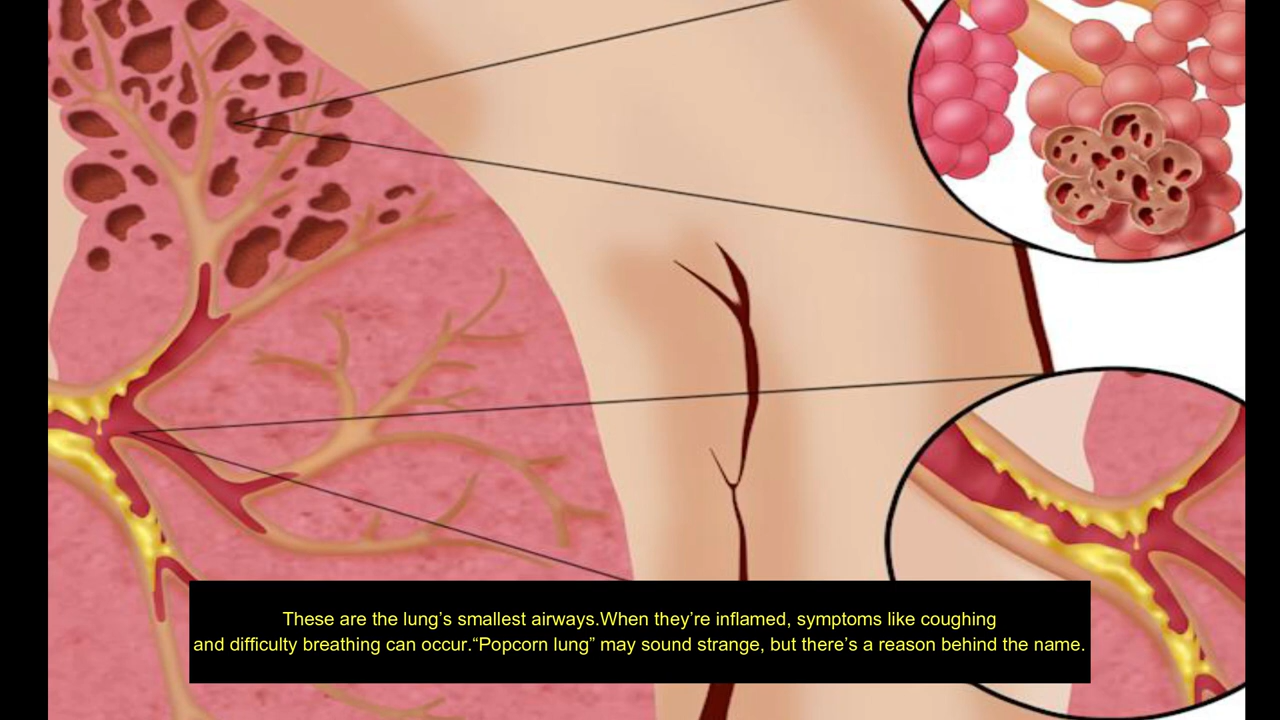 These are the lung’s smallest airways.When they’re inflamed, symptoms like coughing
and difficulty breathing can occur.“Popcorn lung” may sound strange, but there’s a reason behind the name.